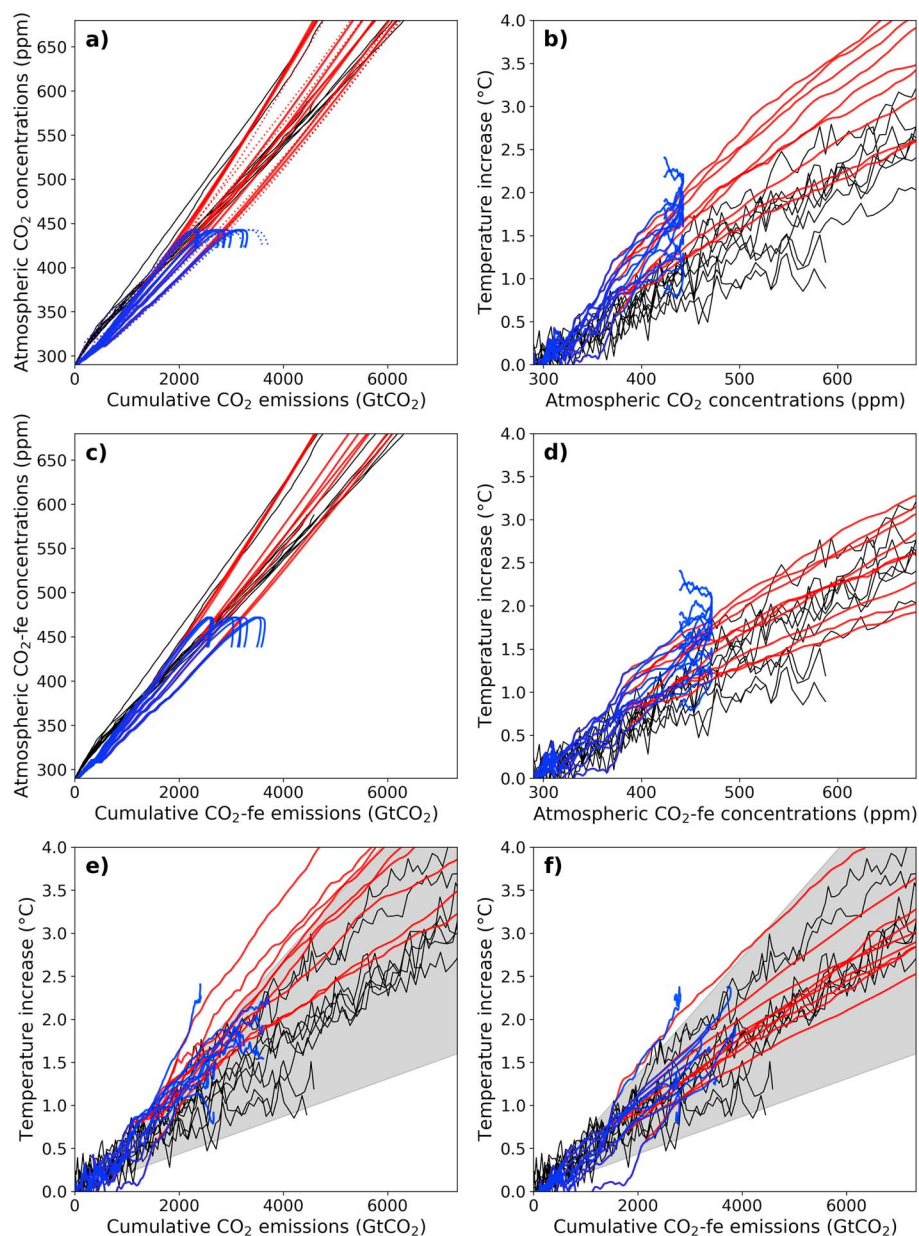 a)
Atmospheric CO₂ concentrations (ppm)
650
600
550
500
450
400
350
300
0 2000 4000 6000
Cumulative CO₂ emissions (GtCO₂)
b)
Temperature increase (°C)
4.0
3.5
3.0
2.5
2.0
1.5
1.0
0.5
0.0
300 400 500 600
Atmospheric CO₂ concentrations (ppm)
c)
Atmospheric CO₂-fe concentrations (ppm)
650
600
550
500
450
400
350
300
0 2000 4000 6000
Cumulative CO₂-fe emissions (GtCO₂)
d)
Temperature increase (°C)
4.0
3.5
3.0
2.5
2.0
1.5
1.0
0.5
0.0
300 400 500 600
Atmospheric CO₂-fe concentrations (ppm)
e)
Temperature increase (°C)
4.0
3.5
3.0
2.5
2.0
1.5
1.0
0.5
0.0
0 2000 4000 6000
Cumulative CO₂ emissions (GtCO₂)
f)
Temperature increase (°C)
4.0
3.5
3.0
2.5
2.0
1.5
1.0
0.5
0.0
0 2000 4000 6000
Cumulative CO₂-fe emissions (GtCO₂)